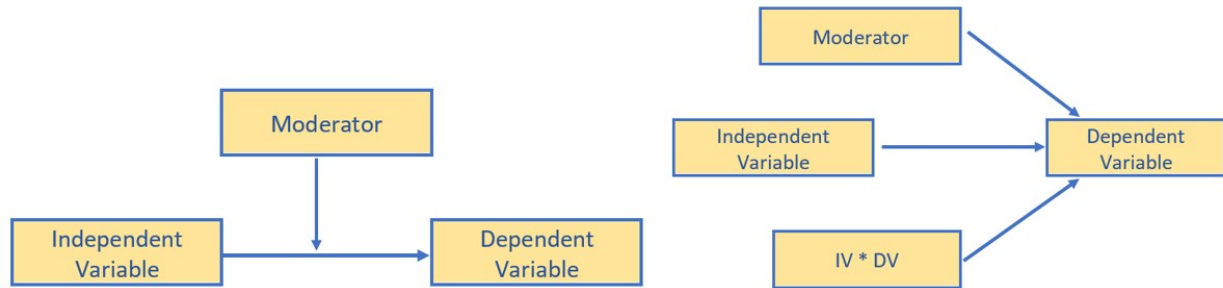 Moderator
Independent
Variable
Dependent
Variable
Moderator
Independent
Variable
Dependent
Variable
IV * DV